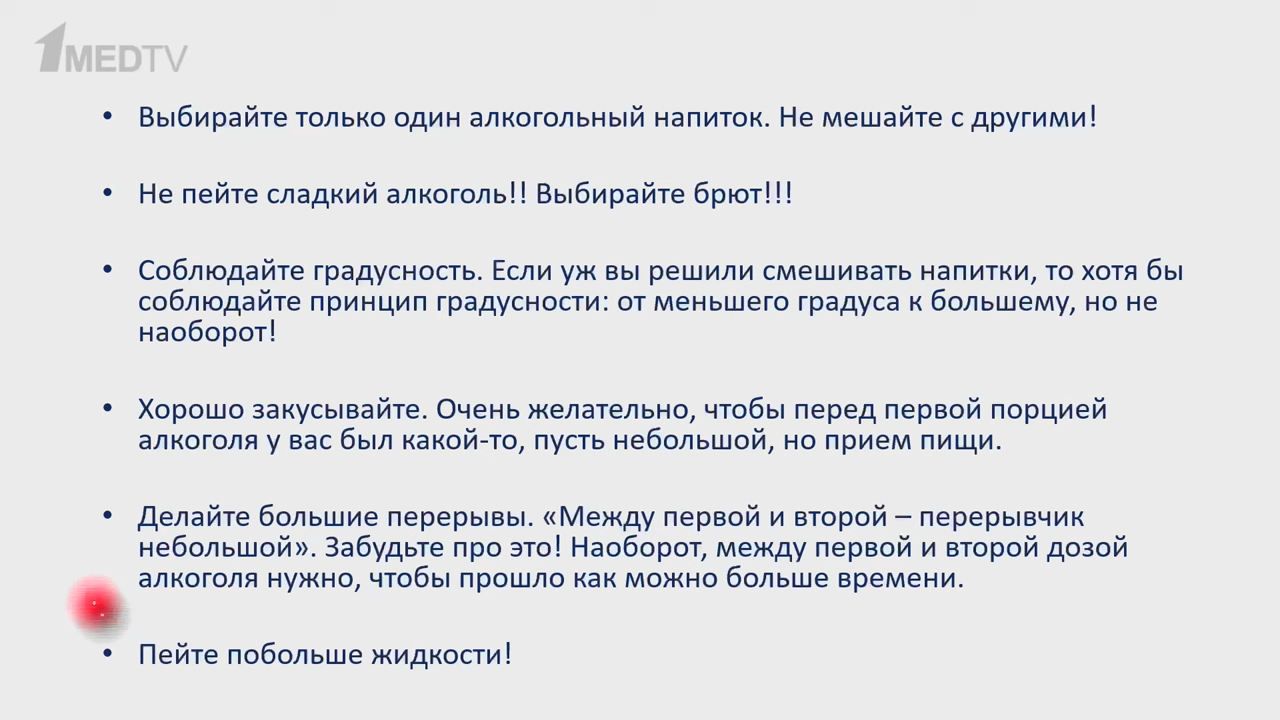 1MEDTV
• Выбирайте только один алкогольный напиток. Не мешайте с другими!
• Не пейте сладкий алкоголь!! Выбирайте брют!!!
• Соблюдайте градусность. Если уж вы решили смешивать напитки, то хотя бы
соблюдайте принцип градусности: от меньшего градуса к большему, но не
наоборот!
• Хорошо закусывайте. Очень желательно, чтобы перед первой порцией
алкоголя у вас был какой-то, пусть небольшой, но прием пищи.
• Делайте большие перерывы. «Между первой и второй – перерывчик
небольшой». Забудьте про это! Наоборот, между первой и второй дозой
алкоголя нужно, чтобы прошло как можно больше времени.
• Пейте побольше жидкости!